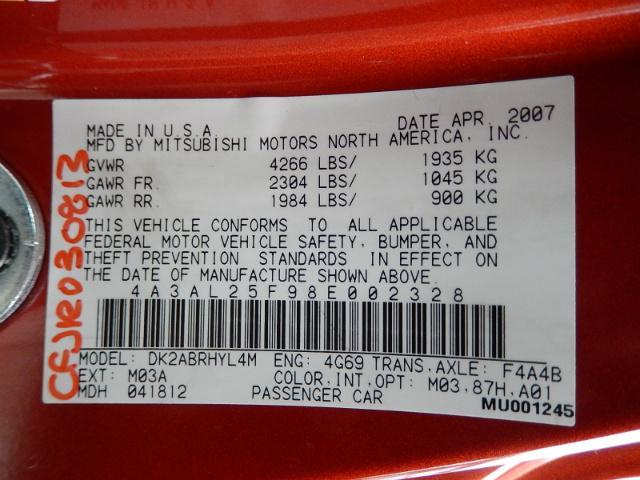 MADE IN U.S.A. DATE APR. 2007
MFD BY MITSUBISHI MOTORS NORTH AMERICA, INC.
GVWR 4266 LBS/ 1935 KG
GAWR FR. 2304 LBS/ 1045 KG
GAWR RR. 1984 LBS/ 900 KG
THIS VEHICLE CONFORMS TO ALL APPLICABLE
FEDERAL MOTOR VEHICLE SAFETY, BUMPER, AND
THEFT PREVENTION STANDARDS IN EFFECT ON
THE DATE OF MANUFACTURE SHOWN ABOVE.
4A3AL25F98E002328
MODEL: DK2ABRHYL4M ENG: 4G69 TRANS,AXLE: F4A4B
EXT: M03A COLOR,INT,OPT: M03,87H,A01
MDH 041812 PASSENGER CAR
MU001245
CFJR030813